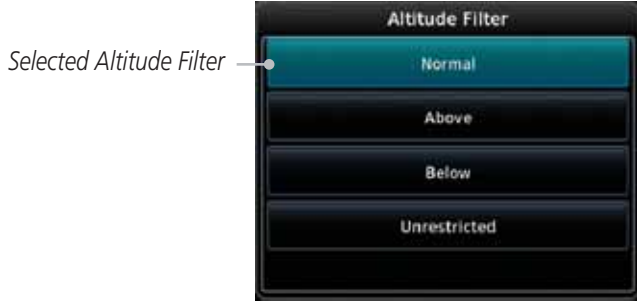 Altitude Filter
Selected Altitude Filter
Normal
Above
Below
Unrestricted